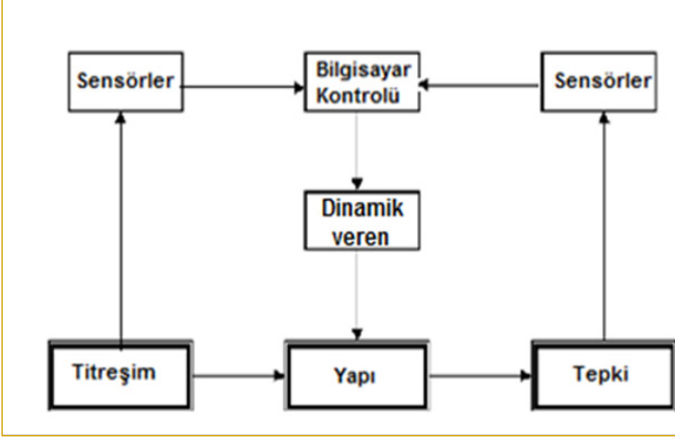 Sensörler
Bilgisayar
Kontrolü
Sensörler
Dinamik
veren
Titreşim
Yapı
Tepki